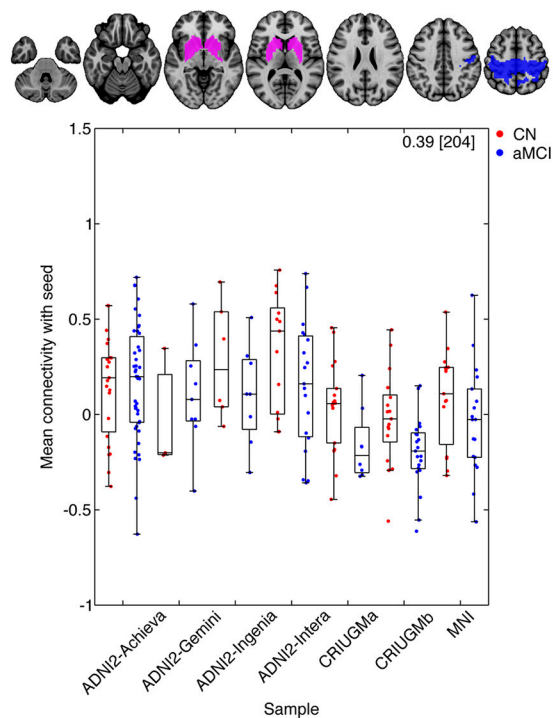 1.5
0.39 [204]
CN
aMCI
1
0.5
0
-0.5
-1
Mean connectivity with seed
ADNI2-Achieva
ADNI2-Gemini
ADNI2-Ingenia
ADNI2-Intera
CRIUGMa
CRIUGMb
MNI
Sample